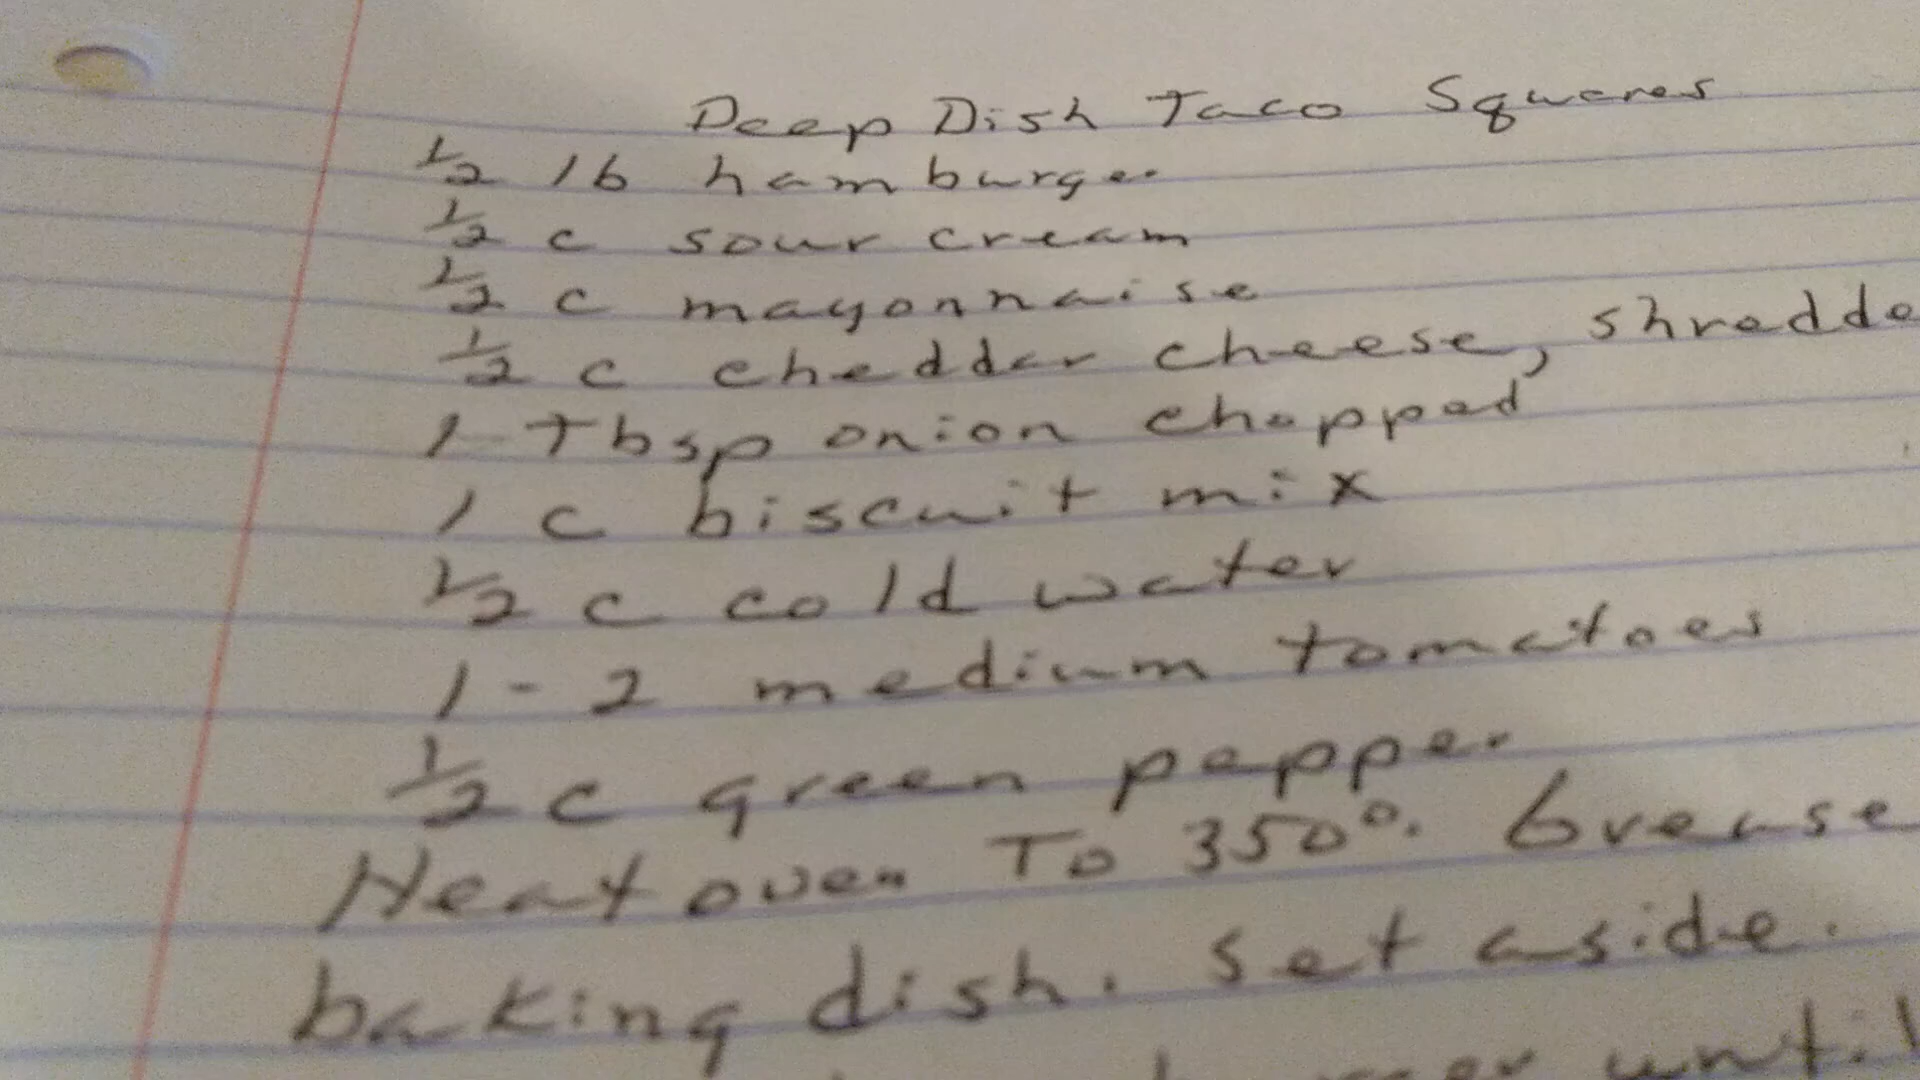 Deep Dish Taco Squares
1/2 lb hamburger
1/2 c sour cream
1/2 c mayonnaise
1/2 c cheddar cheese, shredde
1 Tbsp onion chopped
1 c biscuit mix
1/2 c cold water
1-2 medium tomatoes
1/2 c green pepper
Heat oven To 350°. Grease
baking dish. Set aside.
until